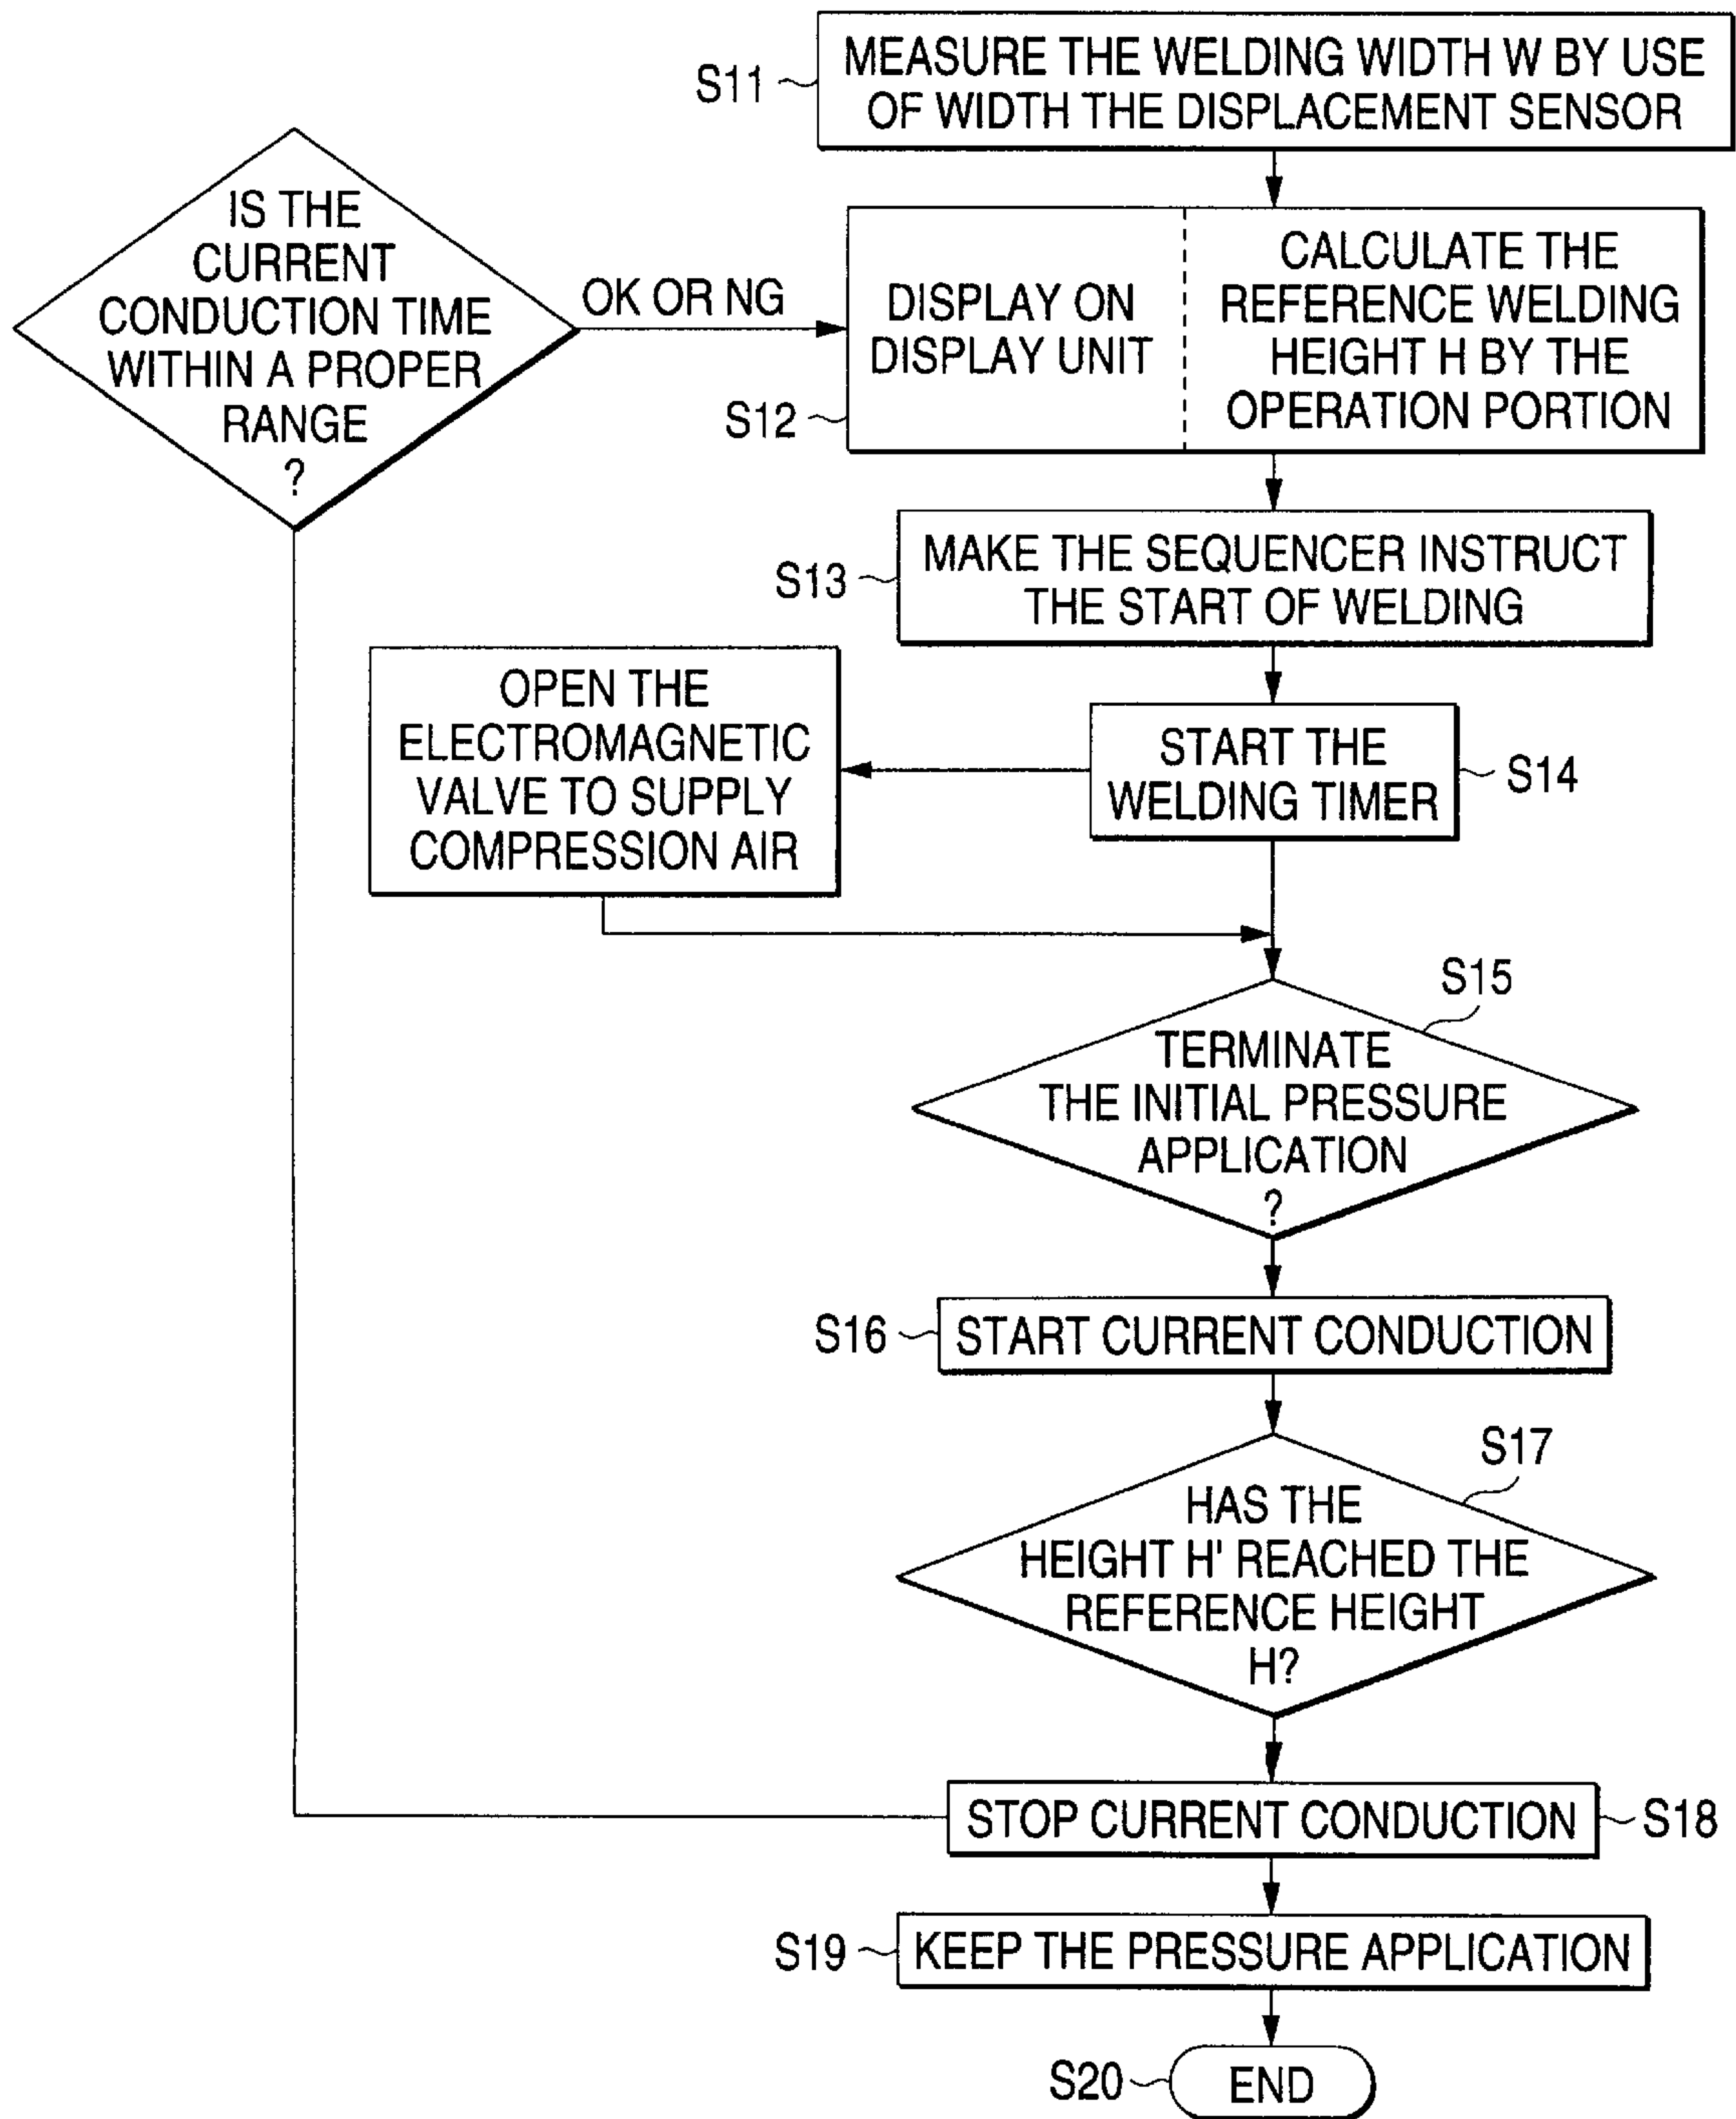 S11
MEASURE THE WELDING WIDTH W BY USE
OF WIDTH THE DISPLACEMENT SENSOR
IS THE
CURRENT
CONDUCTION TIME
WITHIN A PROPER
RANGE
?
OK OR NG
S12
DISPLAY ON
DISPLAY UNIT
CALCULATE THE
REFERENCE WELDING
HEIGHT H BY THE
OPERATION PORTION
S13
MAKE THE SEQUENCER INSTRUCT
THE START OF WELDING
OPEN THE
ELECTROMAGNETIC
VALVE TO SUPPLY
COMPRESSION AIR
START THE
WELDING TIMER
S14
S15
TERMINATE
THE INITIAL PRESSURE
APPLICATION
?
S16
START CURRENT CONDUCTION
S17
HAS THE
HEIGHT H' REACHED THE
REFERENCE HEIGHT
H?
STOP CURRENT CONDUCTION
S18
S19
KEEP THE PRESSURE APPLICATION
S20
END